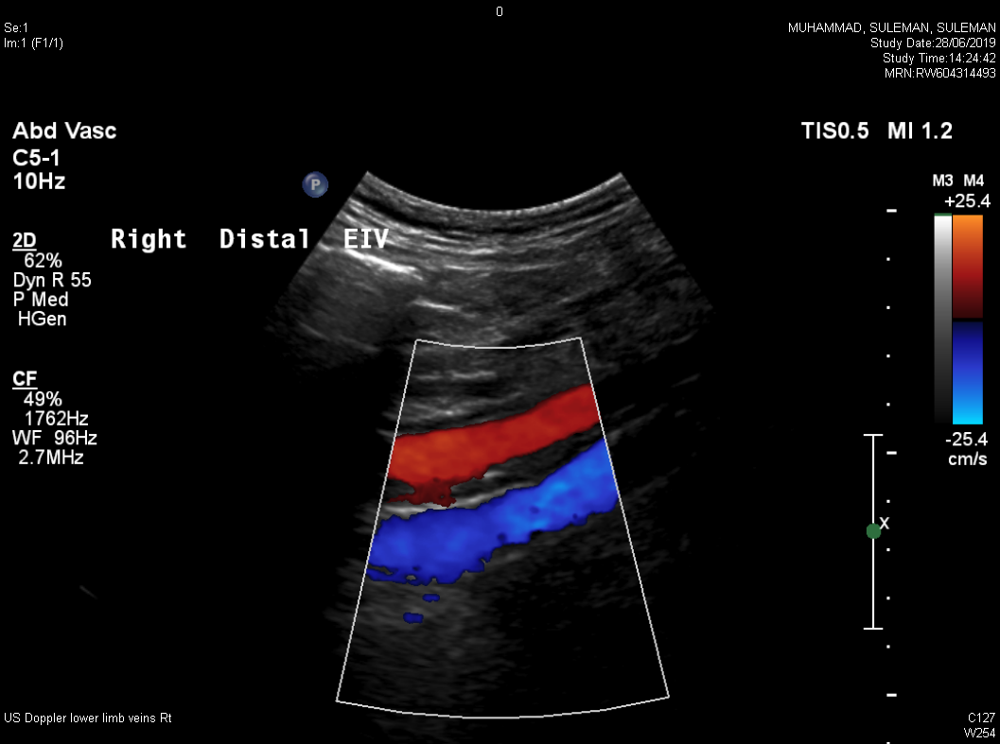 0
Se:1
Im:1 (F1/1)
MUHAMMAD, SULEMAN, SULEMAN
Study Date:28/06/2019
Study Time:14:24:42
MRN:RW604314493
Abd Vasc
C5-1
10Hz
TIS0.5 MI 1.2
P
M3 M4
+25.4
Right Distal EIV
2D
62%
Dyn R 55
P Med
HGen
CF
49%
1762Hz
WF 96Hz
2.7MHz
-25.4
cm/s
x
US Doppler lower limb veins Rt
C127
W254